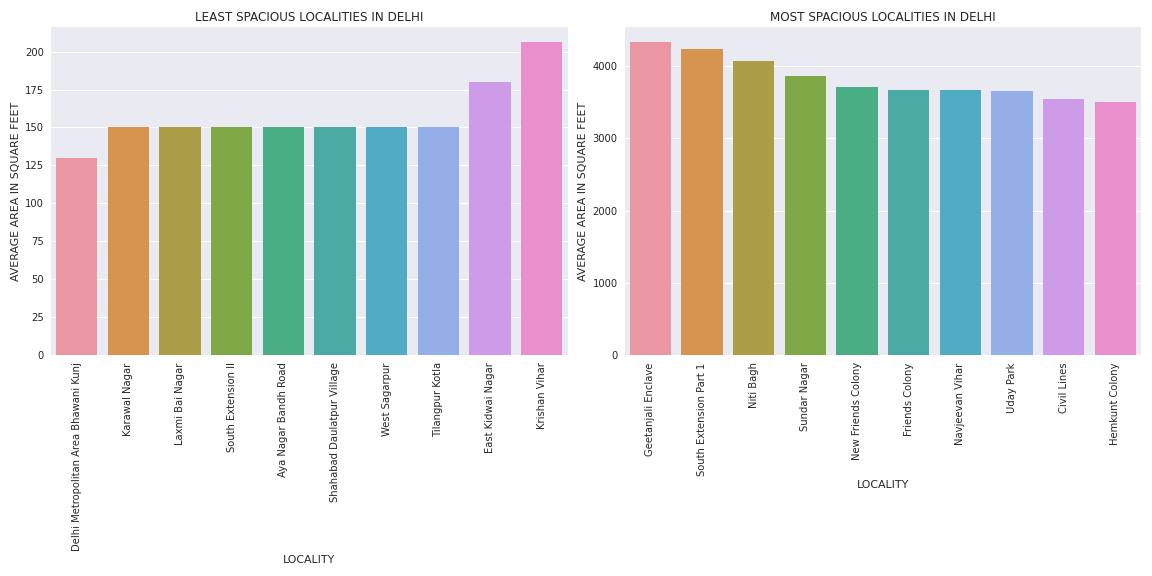 LEAST SPACIOUS LOCALITIES IN DELHI
AVERAGE AREA IN SQUARE FEET
200
175
150
125
100
75
50
25
0
Delhi Metropolitan Area Bhawani Kunj
Karawal Nagar
Laxmi Bai Nagar
South Extension II
Aya Nagar Bandh Road
Shahabad Daulatpur Village
West Sagarpur
Tilangpur Kotla
East Kidwai Nagar
Krishan Vihar
LOCALITY
MOST SPACIOUS LOCALITIES IN DELHI
AVERAGE AREA IN SQUARE FEET
4000
3000
2000
1000
0
Geetanjali Enclave
South Extension Part 1
Niti Bagh
Sundar Nagar
New Friends Colony
Friends Colony
Navjeevan Vihar
Uday Park
Civil Lines
Hemkunt Colony
LOCALITY